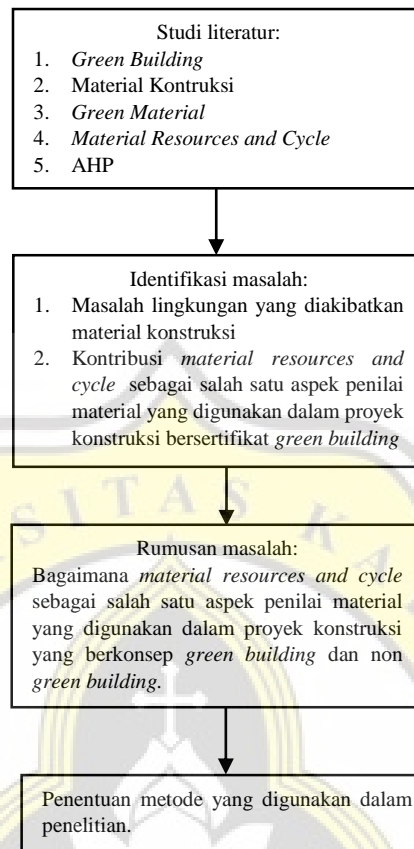 Studi literatur:
1. Green Building
2. Material Kontruksi
3. Green Material
4. Material Resources and Cycle
5. AHP
Identifikasi masalah:
1. Masalah lingkungan yang diakibatkan
material konstruksi
2. Kontribusi material resources and
cycle sebagai salah satu aspek penilai
material yang digunakan dalam proyek
konstruksi bersertifikat green building
SITAS KA
Rumusan masalah:
Bagaimana material resources and cycle
sebagai salah satu aspek penilai material
yang digunakan dalam proyek konstruksi
yang berkonsep green building dan non
green building.
Penentuan metode yang digunakan dalam
penelitian.